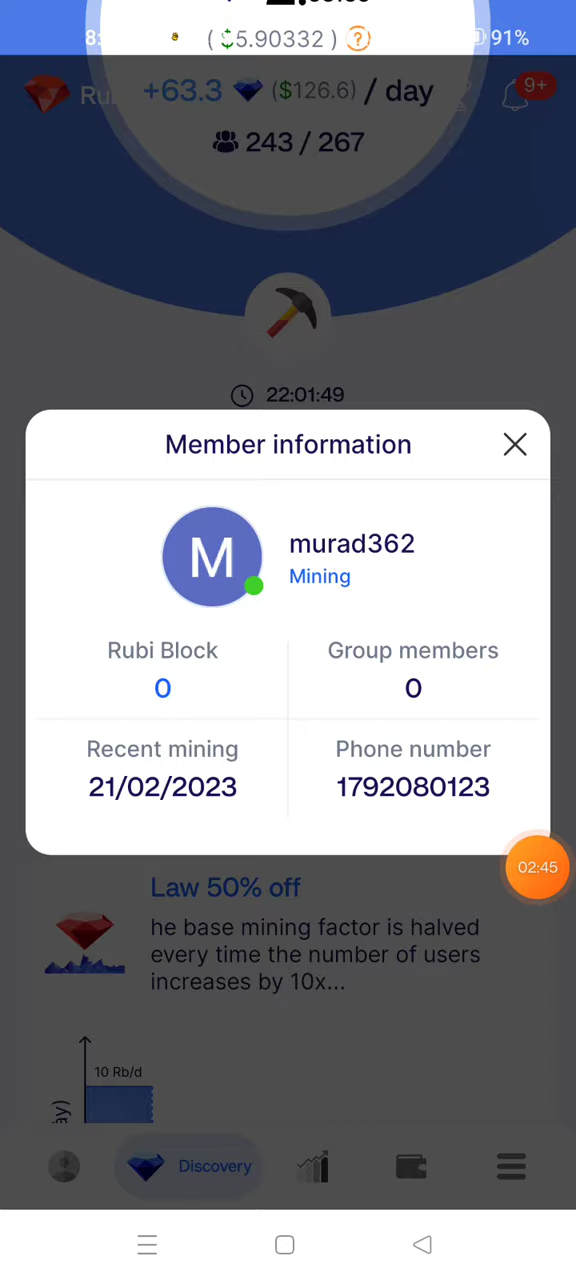 8:
( $5.90332 ) ?
91%
Ru
+63.3 ($126.6) / day
9+
243 / 267
22:01:49
Member information
M
murad362
Mining
Rubi Block
0
Group members
0
Recent mining
21/02/2023
Phone number
1792080123
02:45
Law 50% off
he base mining factor is halved
every time the number of users
increases by 10x...
10 Rb/d
ay)
Discovery